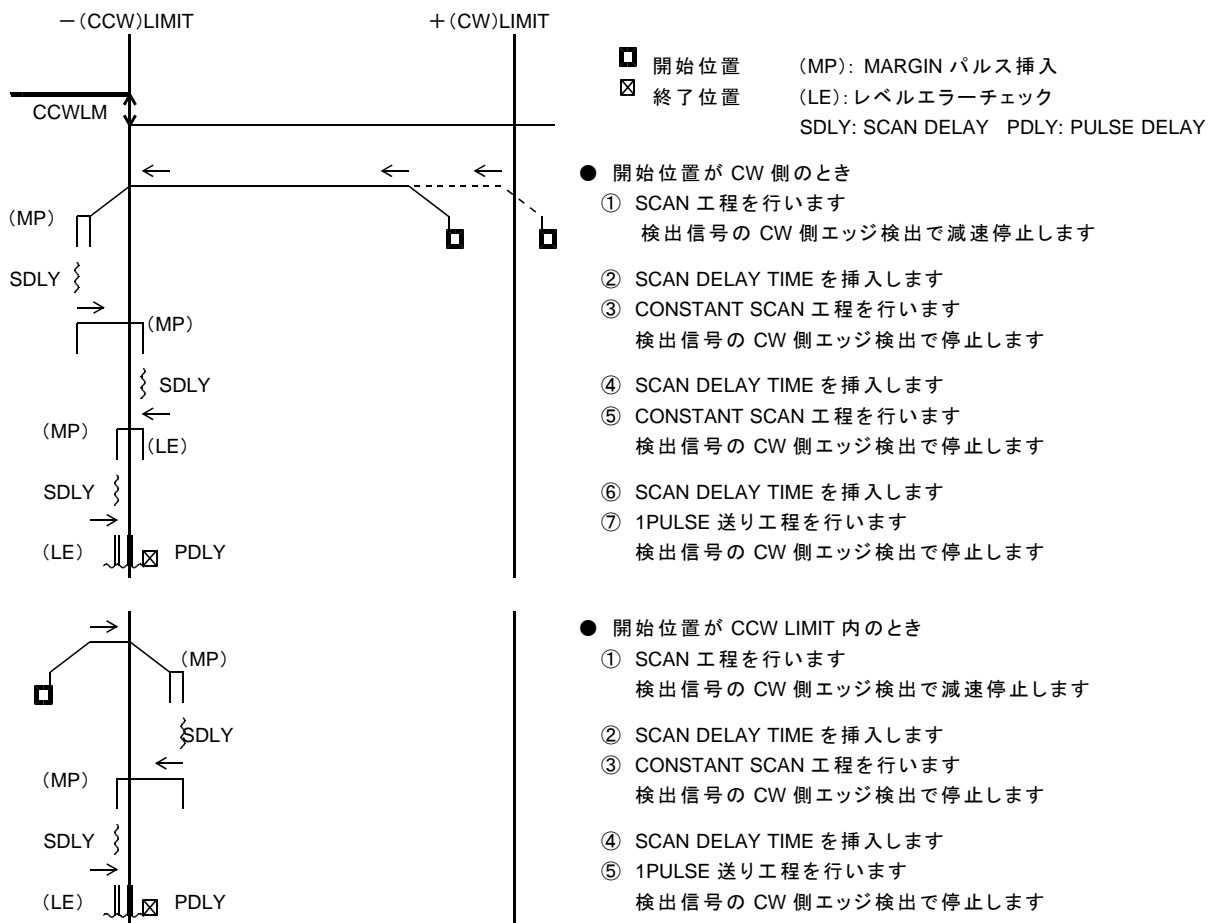 －(CCW)LIMIT
＋(CW)LIMIT
開始位置 (MP): MARGIN パルス挿入
終了位置 (LE):レベルエラーチェック
SDLY: SCAN DELAY PDLY: PULSE DELAY
CCWLM
(MP)
SDLY
(MP)
SDLY
(MP)
(LE)
SDLY
(LE)
PDLY
● 開始位置が CW 側のとき
① SCAN 工程を行います
検出信号の CW 側エッジ検出で減速停止します
② SCAN DELAY TIME を挿入します
③ CONSTANT SCAN 工程を行います
検出信号の CW 側エッジ検出で停止します
④ SCAN DELAY TIME を挿入します
⑤ CONSTANT SCAN 工程を行います
検出信号の CW 側エッジ検出で停止します
⑥ SCAN DELAY TIME を挿入します
⑦ 1PULSE 送り工程を行います
検出信号の CW 側エッジ検出で停止します
(MP)
SDLY
(MP)
SDLY
(LE)
PDLY
● 開始位置が CCW LIMIT 内のとき
① SCAN 工程を行います
検出信号の CW 側エッジ検出で減速停止します
② SCAN DELAY TIME を挿入します
③ CONSTANT SCAN 工程を行います
検出信号の CW 側エッジ検出で停止します
④ SCAN DELAY TIME を挿入します
⑤ 1PULSE 送り工程を行います
検出信号の CW 側エッジ検出で停止します